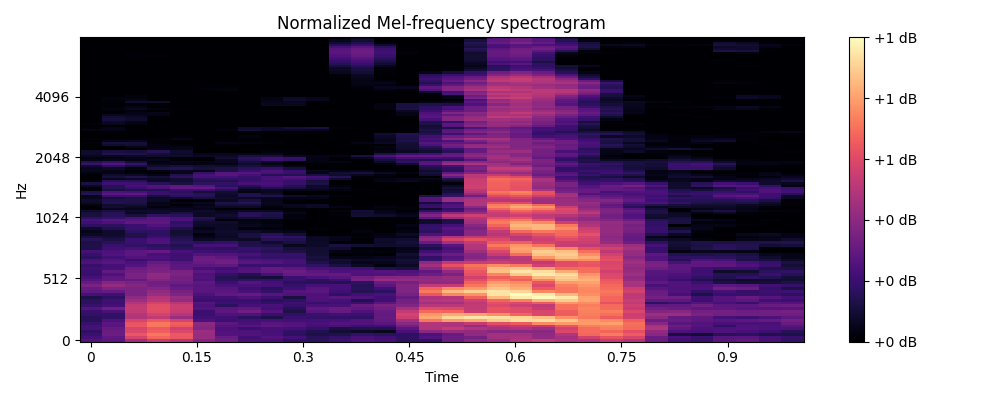 Normalized Mel-frequency spectrogram
Hz
4096
2048
1024
512
0
0 0.15 0.3 0.45 0.6 0.75 0.9
Time
+1 dB
+1 dB
+1 dB
+0 dB
+0 dB
+0 dB